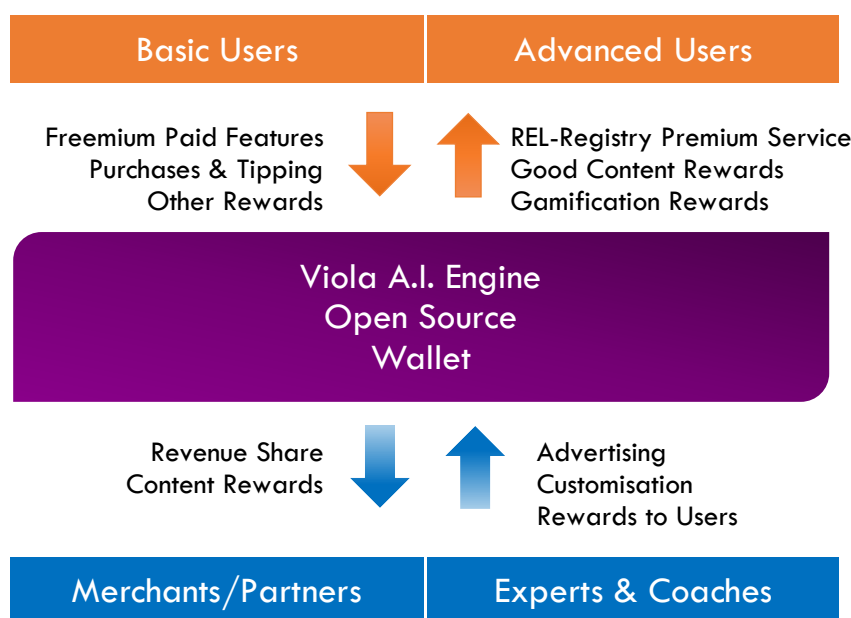 Basic Users
Advanced Users
Freemium Paid Features
Purchases & Tipping
Other Rewards
REL-Registry Premium Service
Good Content Rewards
Gamification Rewards
Viola A.I. Engine
Open Source
Wallet
Revenue Share
Content Rewards
Advertising
Customisation
Rewards to Users
Merchants/Partners
Experts & Coaches